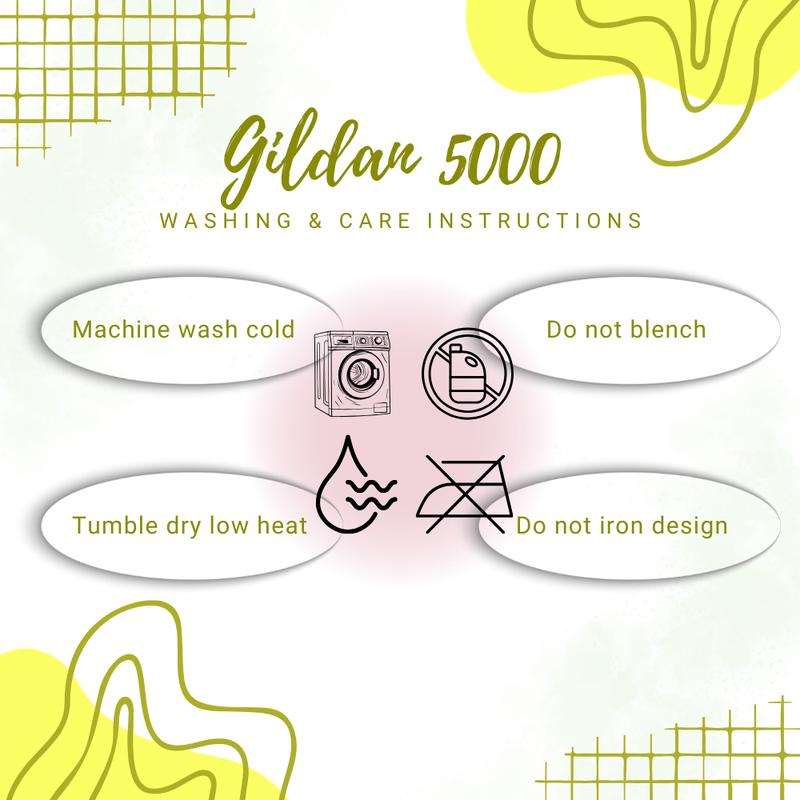 Gildan 5000
WASHING & CARE INSTRUCTIONS
Machine wash cold
Do not blench
Tumble dry low heat
Do not iron design